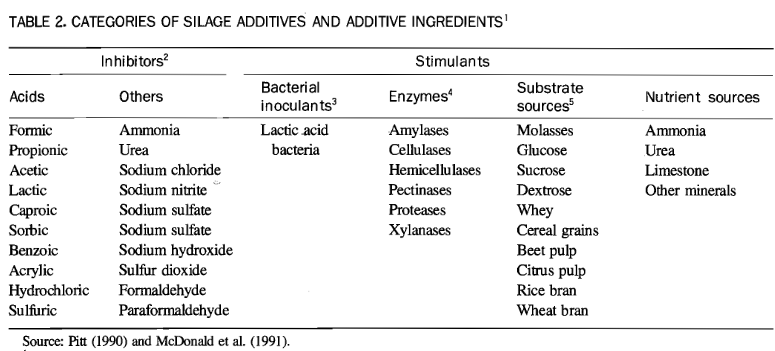 TABLE 2. CATEGORIES OF SILAGE ADDITIVES AND ADDITIVE INGREDIENTS¹
Inhibitors² Stimulants
Bacterial Substrate
Acids Others inoculants³ Enzymes⁴ sources⁵ Nutrient sources
Formic Ammonia Lactic acid Amylases Molasses Ammonia
Propionic Urea bacteria Cellulases Glucose Urea
Acetic Sodium chloride Hemicellulases Sucrose Limestone
Lactic Sodium nitrite Pectinases Dextrose Other minerals
Caproic Sodium sulfate Proteases Whey
Sorbic Sodium sulfate Xylanases Cereal grains
Benzoic Sodium hydroxide Beet pulp
Acrylic Sulfur dioxide Citrus pulp
Hydrochloric Formaldehyde Rice bran
Sulfuric Paraformaldehyde Wheat bran
Source: Pitt (1990) and McDonald et al. (1991).